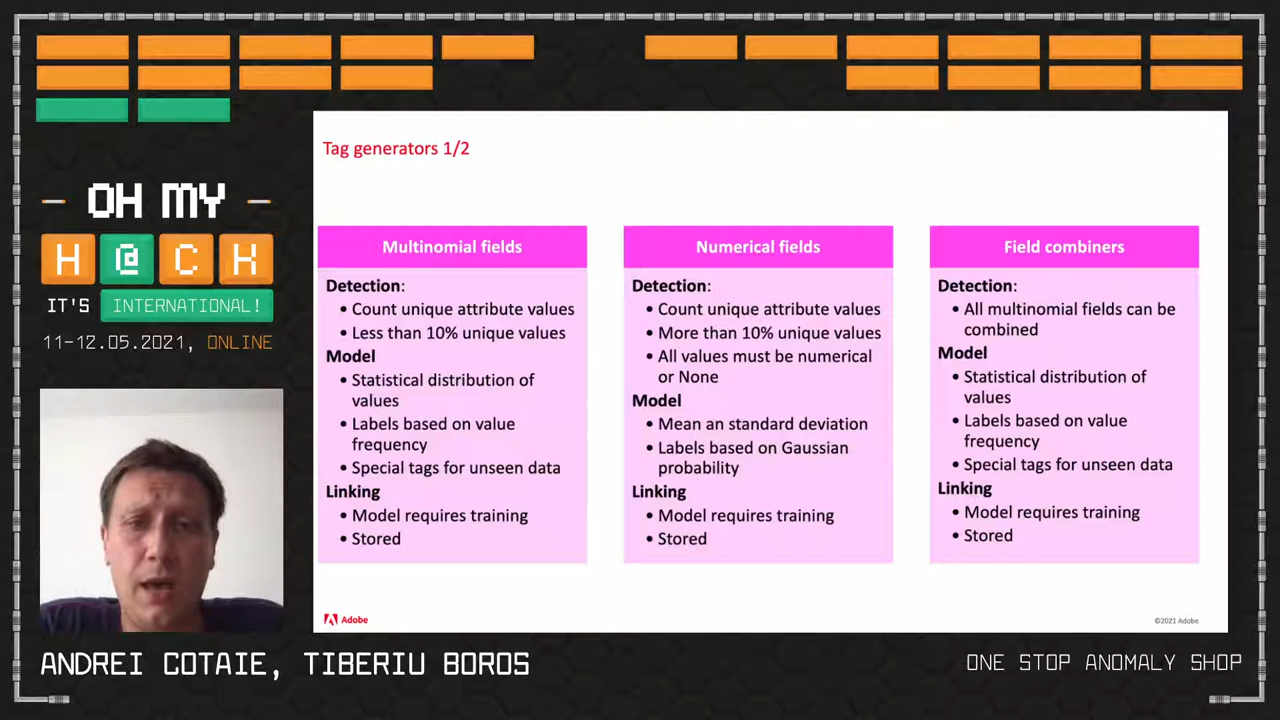 OH MY
H@CK
IT'S INTERNATIONAL!
11-12.05.2021, ONLINE
Tag generators 1/2
Multinomial fields
Detection:
• Count unique attribute values
• Less than 10% unique values
Model
• Statistical distribution of
values
• Labels based on value
frequency
• Special tags for unseen data
Linking
• Model requires training
• Stored
Numerical fields
Detection:
• Count unique attribute values
• More than 10% unique values
• All values must be numerical
or None
Model
• Mean an standard deviation
• Labels based on Gaussian
probability
Linking
• Model requires training
• Stored
Field combiners
Detection:
• All multinomial fields can be
combined
Model
• Statistical distribution of
values
• Labels based on value
frequency
• Special tags for unseen data
Linking
• Model requires training
• Stored
Adobe
©2021 Adobe
ANDREI COTAIE, TIBERIU BOROS
ONE STOP ANOMALY SHOP